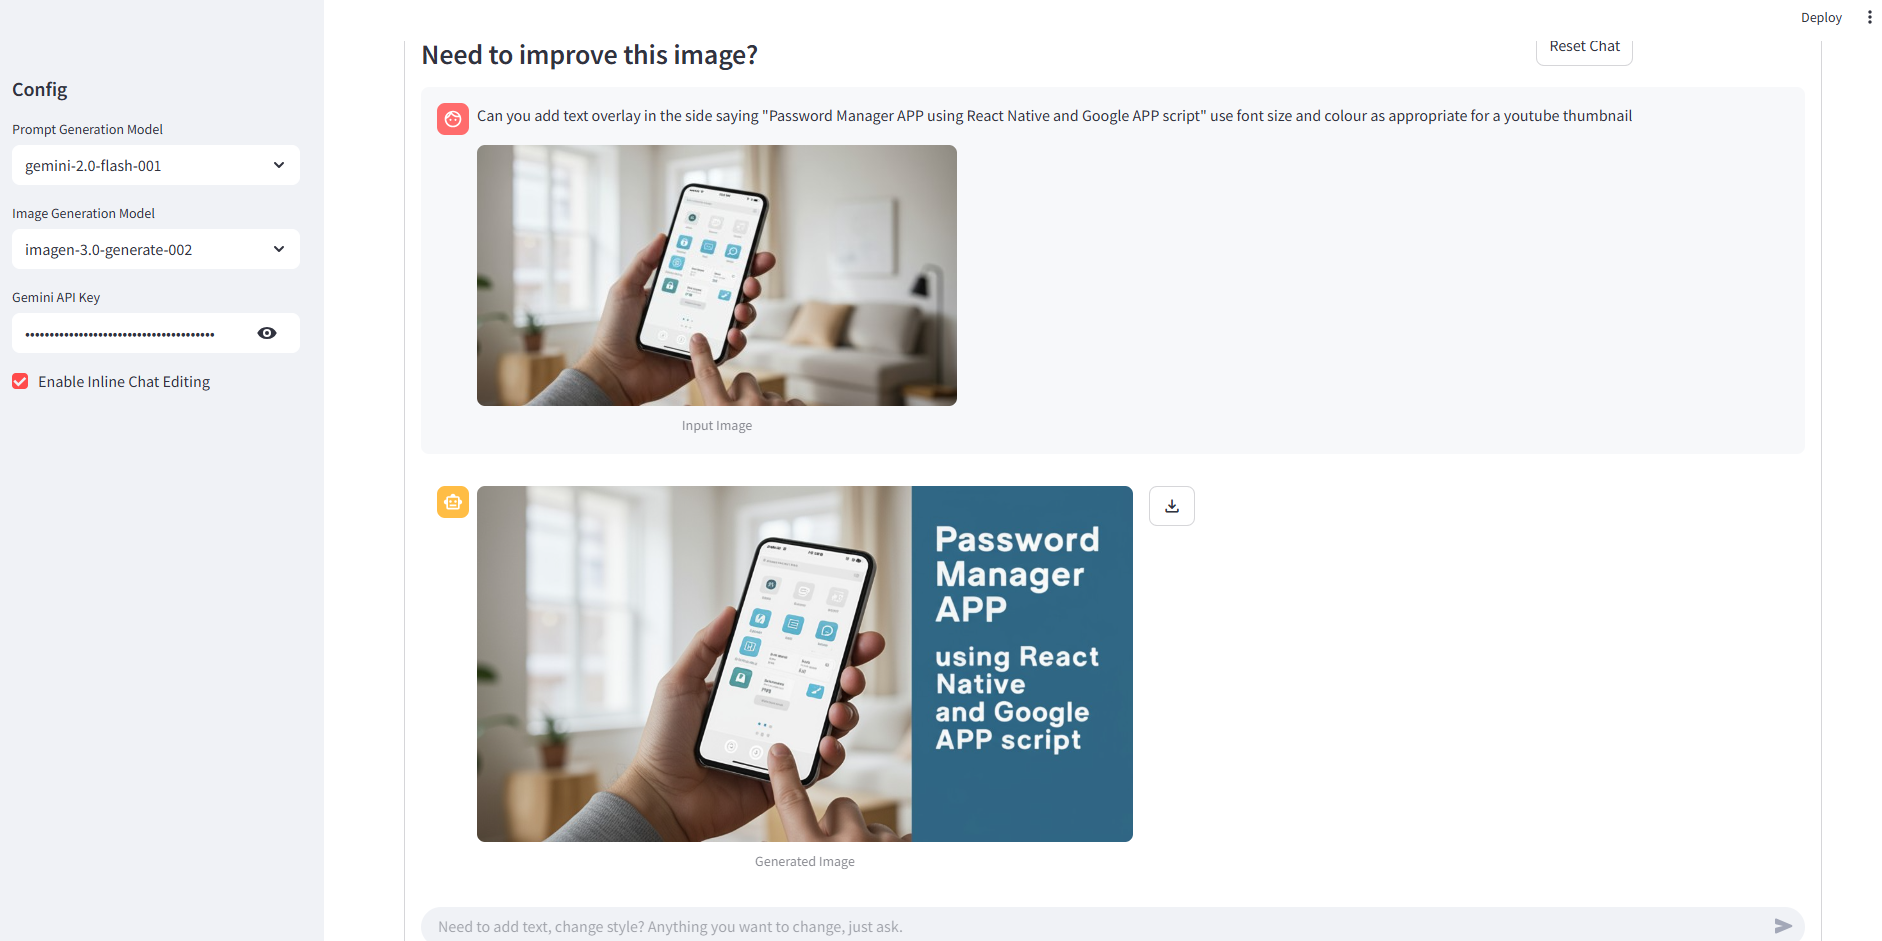 Deploy
Config
Prompt Generation Model
gemini-2.0-flash-001
Image Generation Model
imagen-3.0-generate-002
Gemini API Key
Enable Inline Chat Editing
Need to improve this image?
Reset Chat
Can you add text overlay in the side saying "Password Manager APP using React Native and Google APP script" use font size and colour as appropriate for a youtube thumbnail
Input Image
Password
Manager
APP
using React
Native
and Google
APP script
Generated Image
Need to add text, change style? Anything you want to change, just ask.